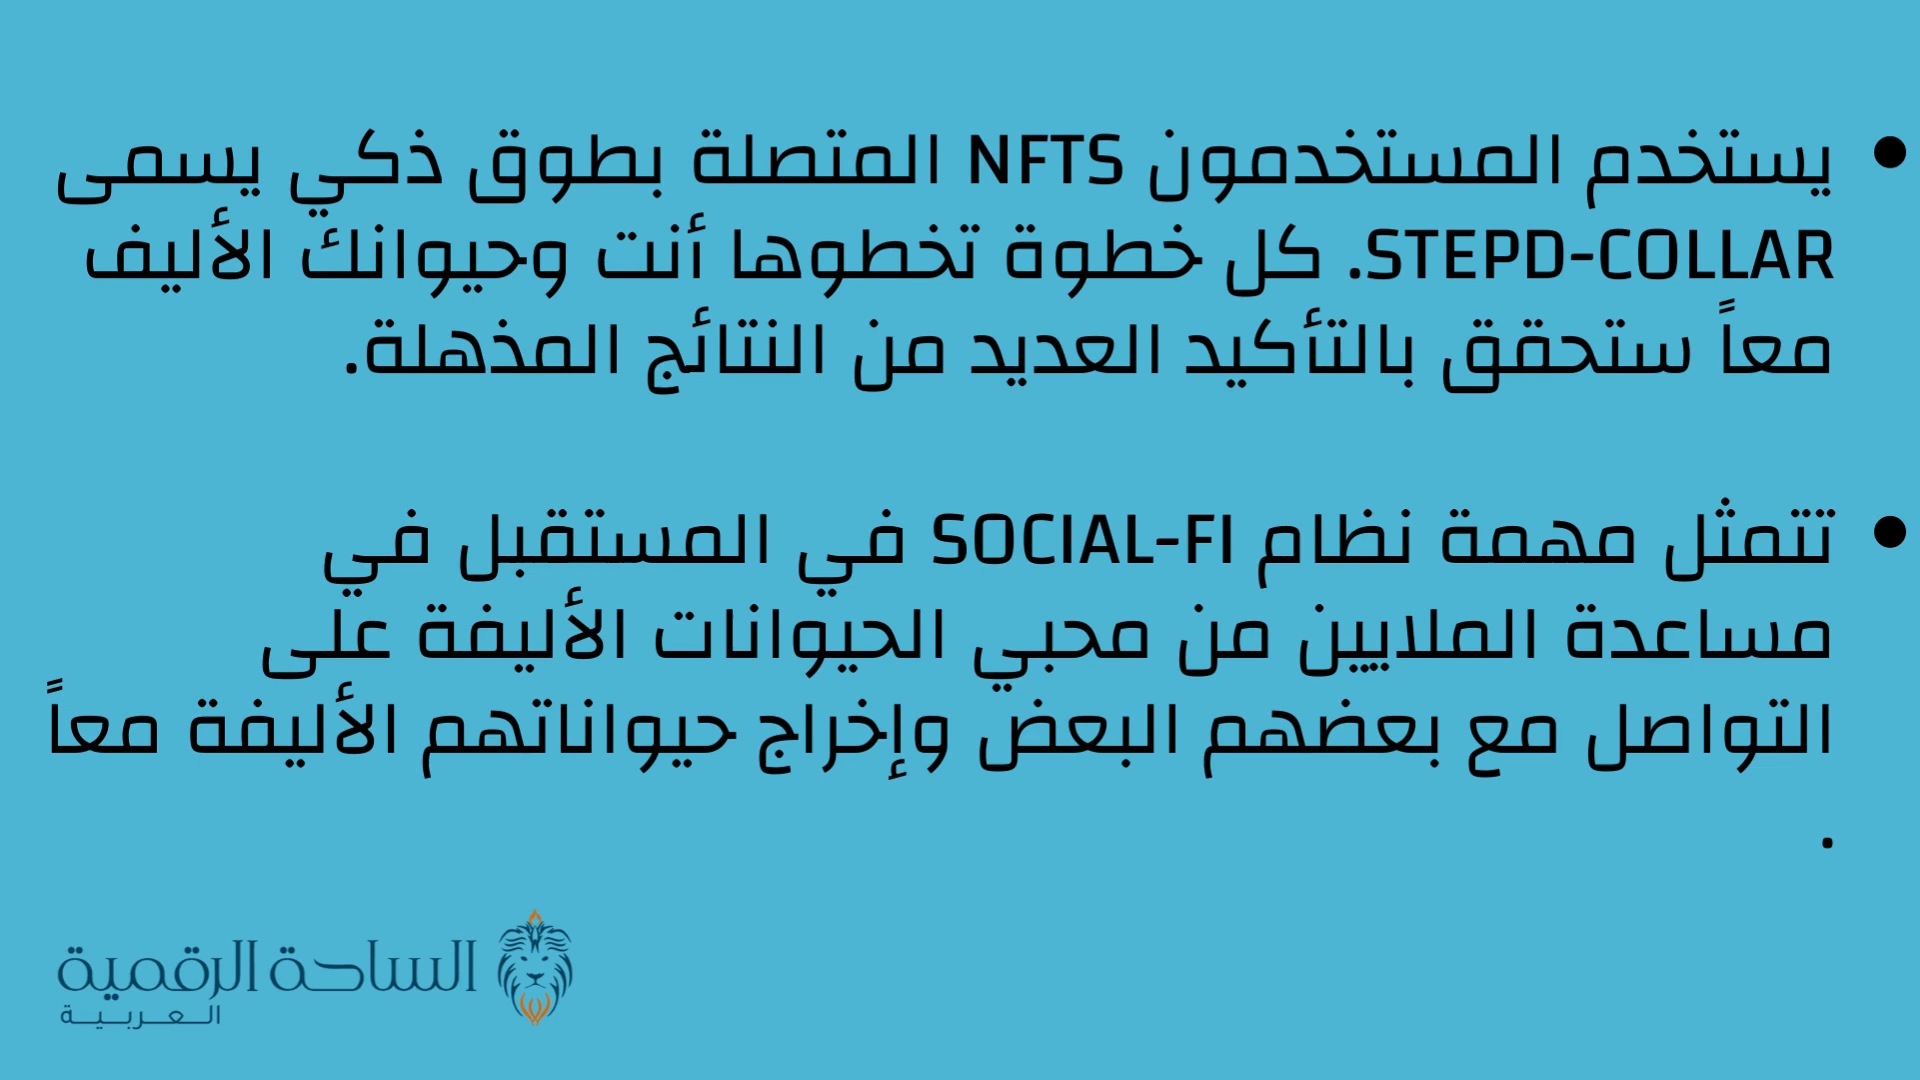 • يستخدم المستخدمون NFTS المتصلة بطوق ذكي يسمى
STEPD-COLLAR. كل خطوة تخطوها أنت وحيوانك الأليف
معاً ستحقق بالتأكيد العديد من النتائج المذهلة.
• تتمثل مهمة نظام SOCIAL-FI في المستقبل في
مساعدة الملايين من محبي الحيوانات الأليفة على
التواصل مع بعضهم البعض وإخراج حيواناتهم الأليفة معاً
.
الساحة الرقمية
العربية